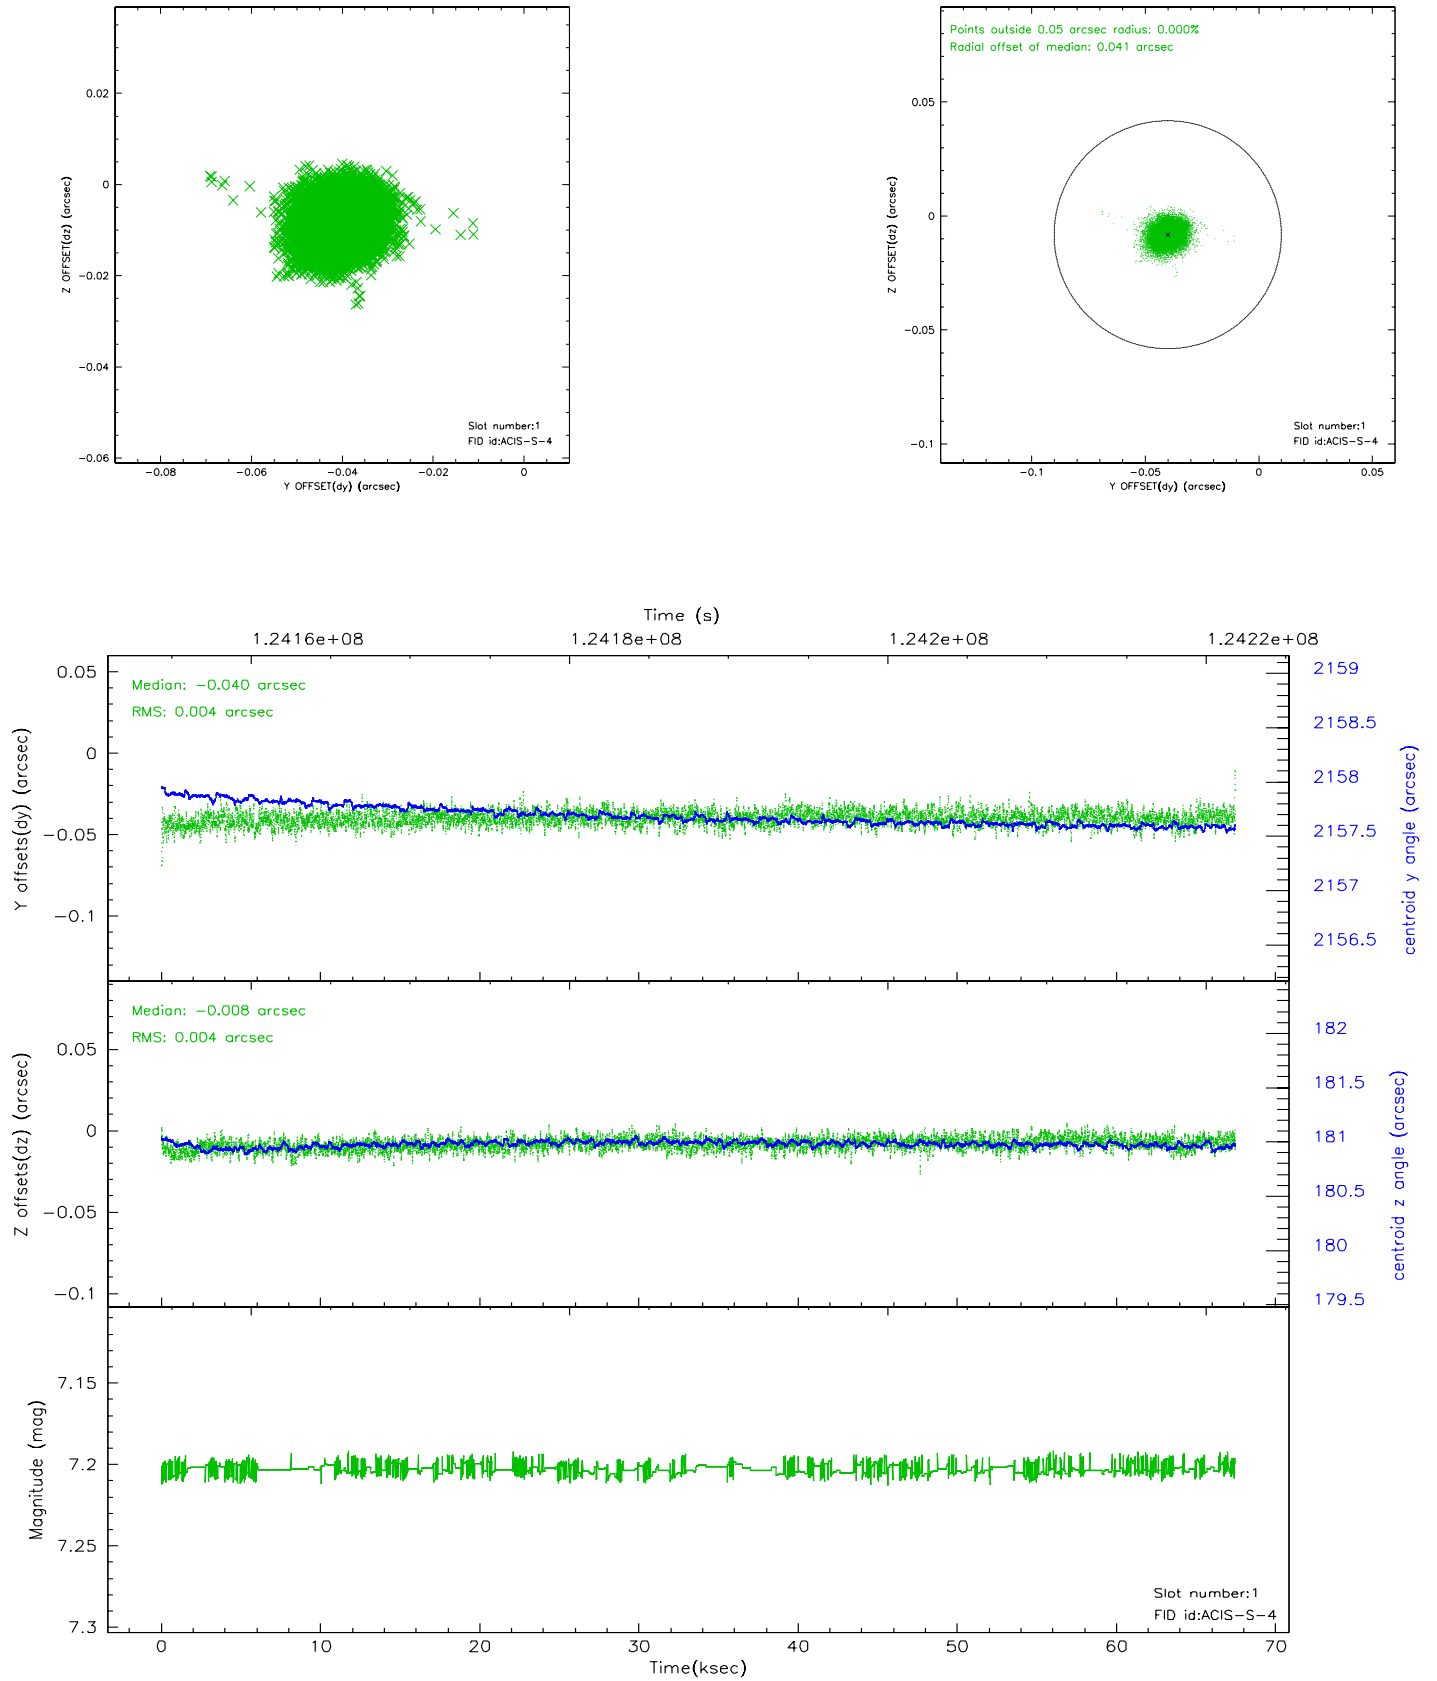 0.02
0
−0.02
−0.04
−0.06
Z OFFSET(dz) (arcsec)
Slot number:1
FID id:ACIS−S−4
−0.08
−0.06
−0.04
−0.02
0
Y OFFSET(dy) (arcsec)
Points outside 0.05 arcsec radius: 0.000%
Radial offset of median: 0.041 arcsec
0.05
0
−0.05
−0.1
Z OFFSET(dz) (arcsec)
Slot number:1
FID id:ACIS−S−4
−0.1
−0.05
0
0.05
Y OFFSET(dy) (arcsec)
Time (s)
1.2416e+08
1.2418e+08
1.242e+08
1.2422e+08
Median: −0.040 arcsec
RMS: 0.004 arcsec
0.05
0
−0.05
−0.1
Y offsets(dy) (arcsec)
2159
2158.5
2158
2157.5
2157
2156.5
centroid y angle (arcsec)
Median: −0.008 arcsec
RMS: 0.004 arcsec
0.05
0
−0.05
−0.1
Z offsets(dz) (arcsec)
182
181.5
181
180.5
180
179.5
centroid z angle (arcsec)
7.15
7.2
7.25
7.3
Magnitude (mag)
Slot number:1
FID id:ACIS−S−4
0
10
20
30
40
50
60
70
Time(ksec)